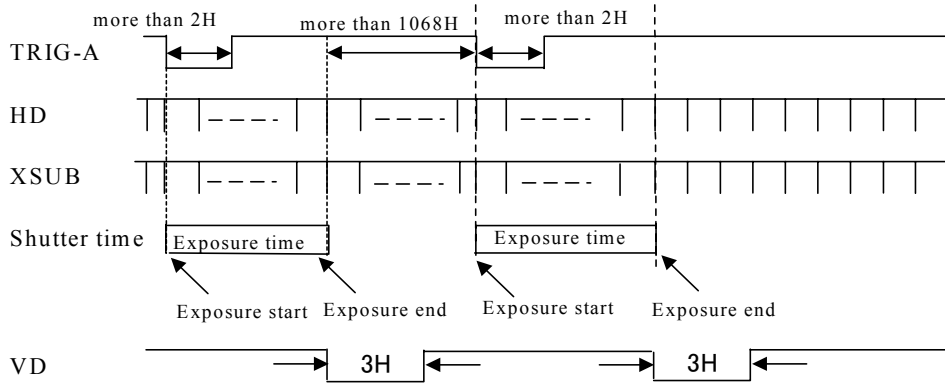 more than 2H more than 1068H more than 2H
TRIG-A
HD
XSUB
Shutter time Exposure time Exposure time
Exposure start Exposure end Exposure start Exposure end
VD 3H 3H